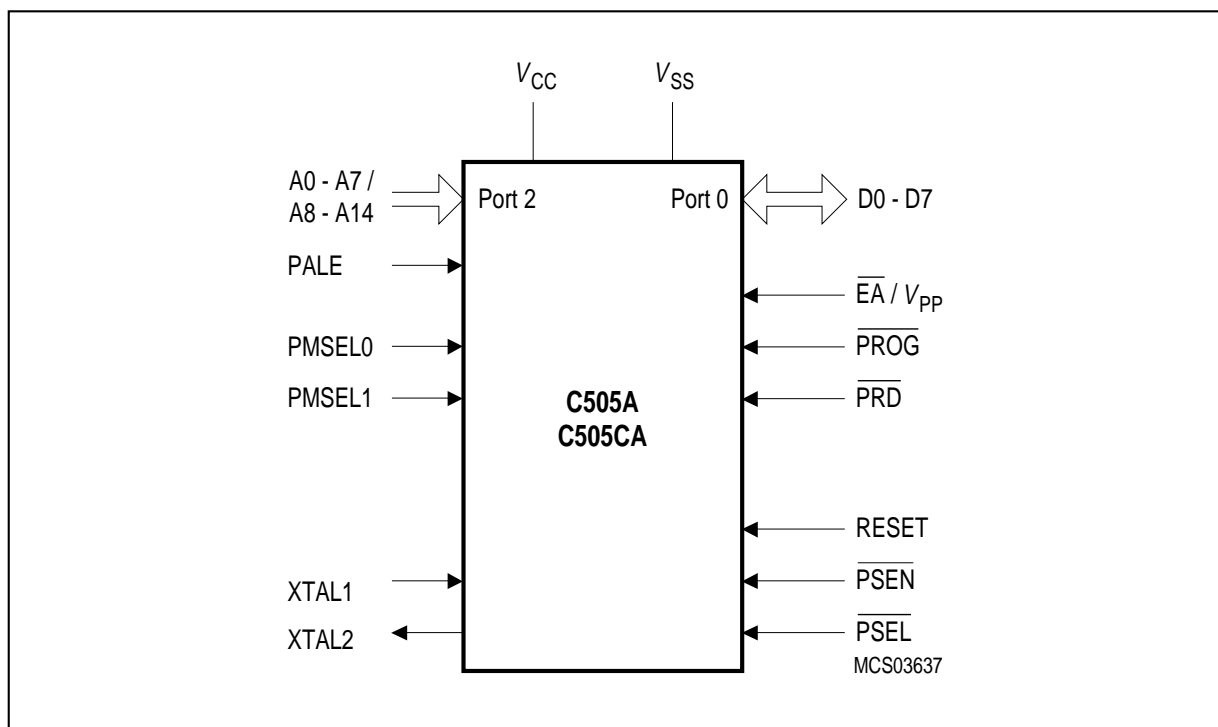 VCC
VSS
A0 - A7 /
A8 - A14
Port 2
Port 0
D0 - D7
PALE
EA / VPP
PMSEL0
PROG
PMSEL1
PRD
C505A
C505CA
RESET
XTAL1
PSEN
XTAL2
PSEL
MCS03637